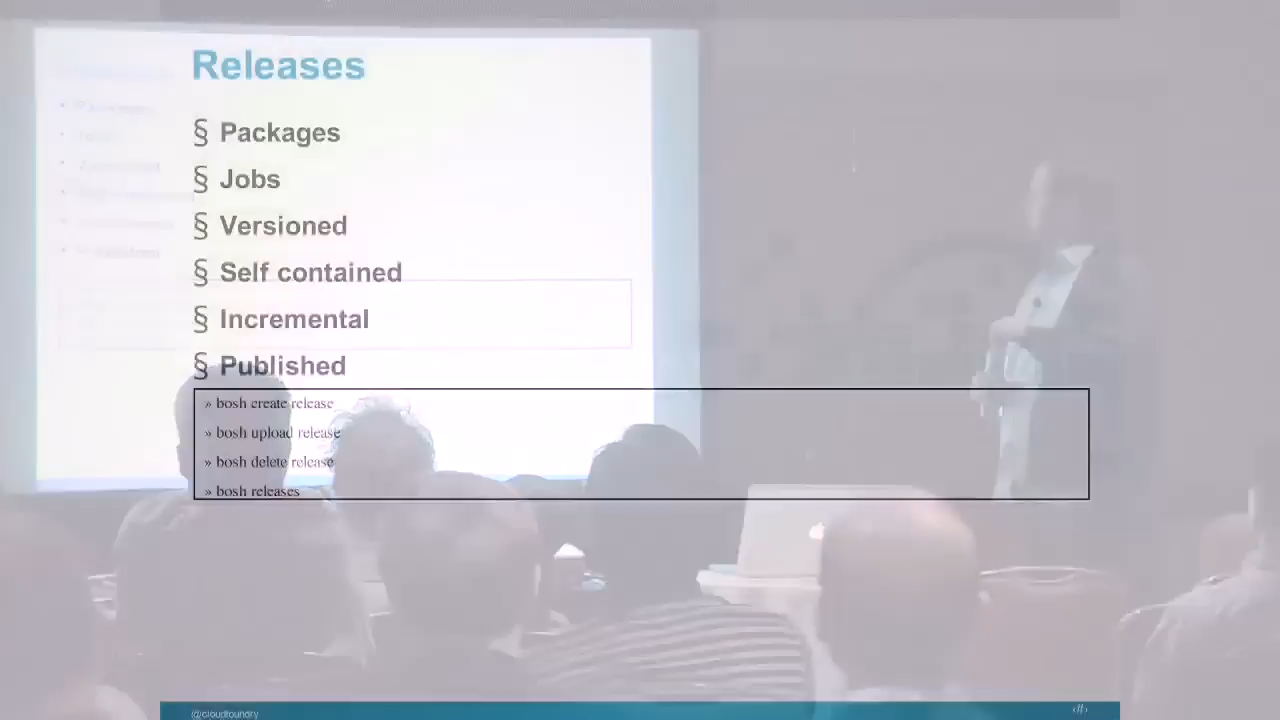 Releases
§ Packages
§ Jobs
§ Versioned
§ Self contained
§ Incremental
§ Published
» bosh create release
» bosh upload release
» bosh delete release
» bosh releases
@cloudfoundry
‹#›